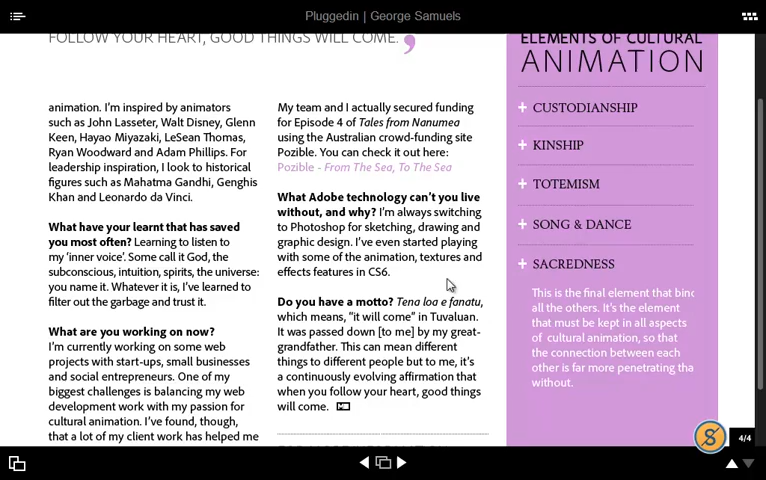 Pluggedin | George Samuels
FOLLOW YOUR HEART, GOOD THINGS WILL COME.
animation. I'm inspired by animators
such as John Lasseter, Walt Disney, Glenn
Keen, Hayao Miyazaki, LeSean Thomas,
Ryan Woodward and Adam Phillips. For
leadership inspiration, I look to historical
figures such as Mahatma Gandhi, Genghis
Khan and Leonardo da Vinci.
What have your learnt that has saved
you most often? Learning to listen to
my 'inner voice'. Some call it God, the
subconscious, intuition, spirits, the universe:
you name it. Whatever it is, I've learned to
filter out the garbage and trust it.
What are you working on now?
I'm currently working on some web
projects with start-ups, small businesses
and social entrepreneurs. One of my
biggest challenges is balancing my web
development work with my passion for
cultural animation. I've found, though,
that a lot of my client work has helped me
My team and I actually secured funding
for Episode 4 of Tales from Nanumea
using the Australian crowd-funding site
Pozible. You can check it out here:
Pozible - From The Sea, To The Sea
What Adobe technology can't you live
without, and why? I'm always switching
to Photoshop for sketching, drawing and
graphic design. I've even started playing
with some of the animation, textures and
effects features in CS6.
Do you have a motto? Tena loa e fanatu,
which means, "it will come" in Tuvaluan.
It was passed down [to me] by my great-
grandfather. This can mean different
things to different people but to me, it's
a continuously evolving affirmation that
when you follow your heart, good things
will come.
ELEMENTS OF CULTURAL
ANIMATION
+ CUSTODIANSHIP
+ KINSHIP
+ TOTEMISM
+ SONG & DANCE
+ SACREDNESS
This is the final element that binc
all the others. It's the element
that must be kept in all aspects
of cultural animation, so that
the connection between each
other is far more penetrating tha
without.
S
4/4